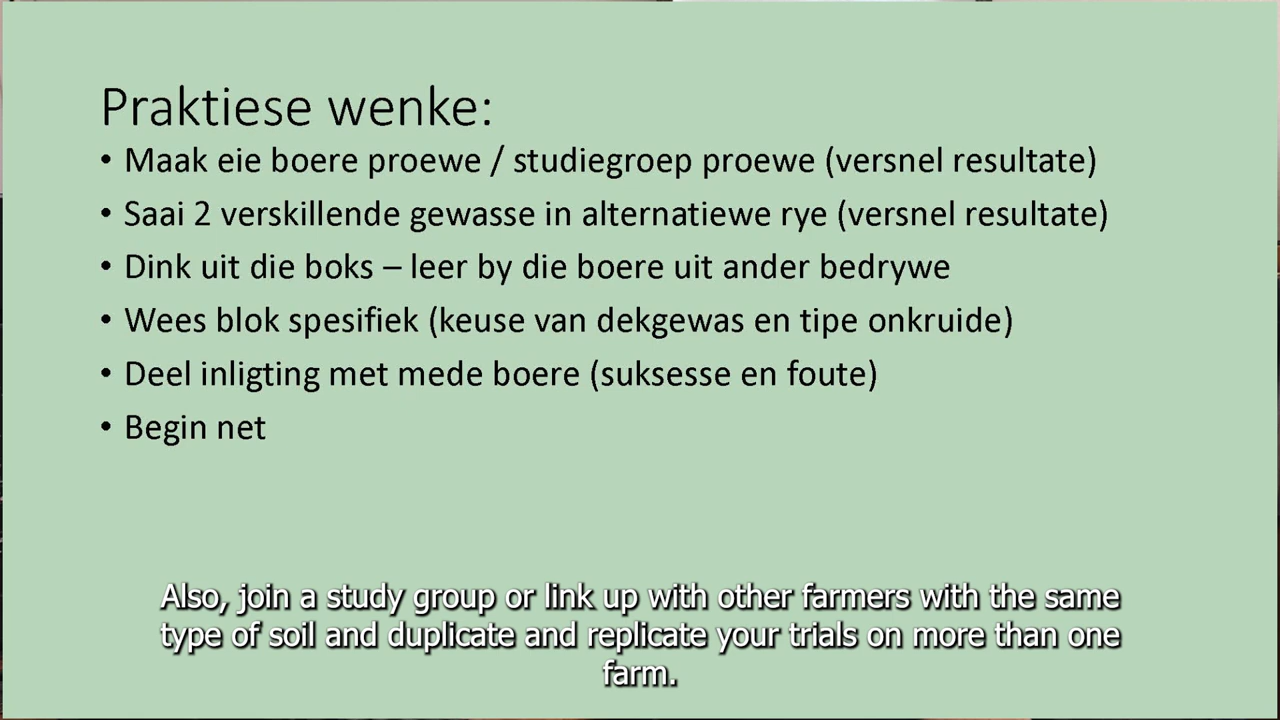 Praktiese wenke:
• Maak eie boere proewe / studiegroep proewe (versnel resultate)
• Saai 2 verskillende gewasse in alternatiewe rye (versnel resultate)
• Dink uit die boks – leer by die boere uit ander bedrywe
• Wees blok spesifiek (keuse van dekgewas en tipe onkruide)
• Deel inligting met mede boere (suksesse en foute)
• Begin net
Also, join a study group or link up with other farmers with the same
type of soil and duplicate and replicate your trials on more than one
farm.